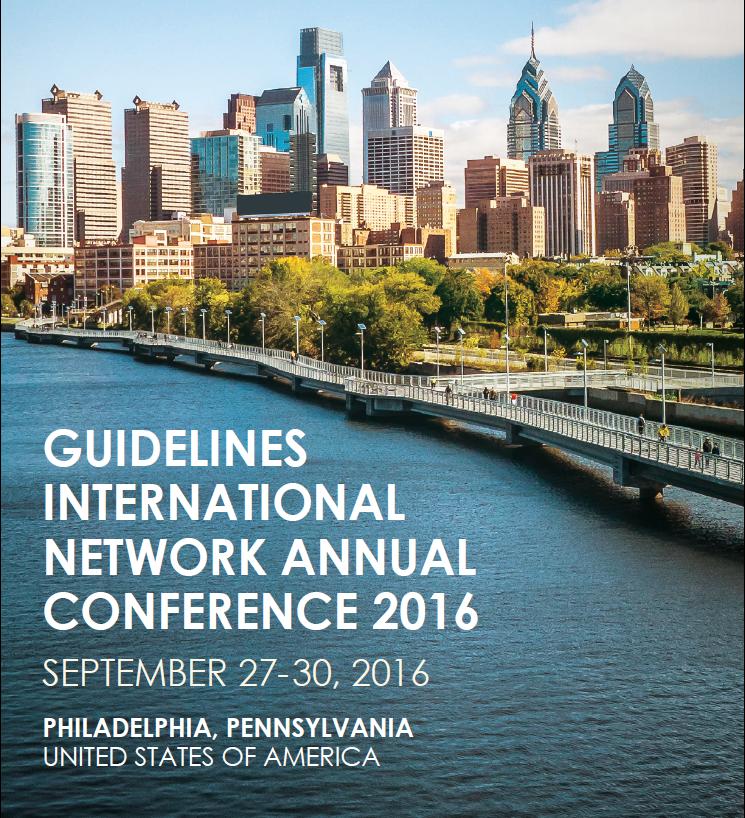 GUIDELINES
INTERNATIONAL
NETWORK ANNUAL
CONFERENCE 2016
SEPTEMBER 27-30, 2016
PHILADELPHIA, PENNSYLVANIA
UNITED STATES OF AMERICA